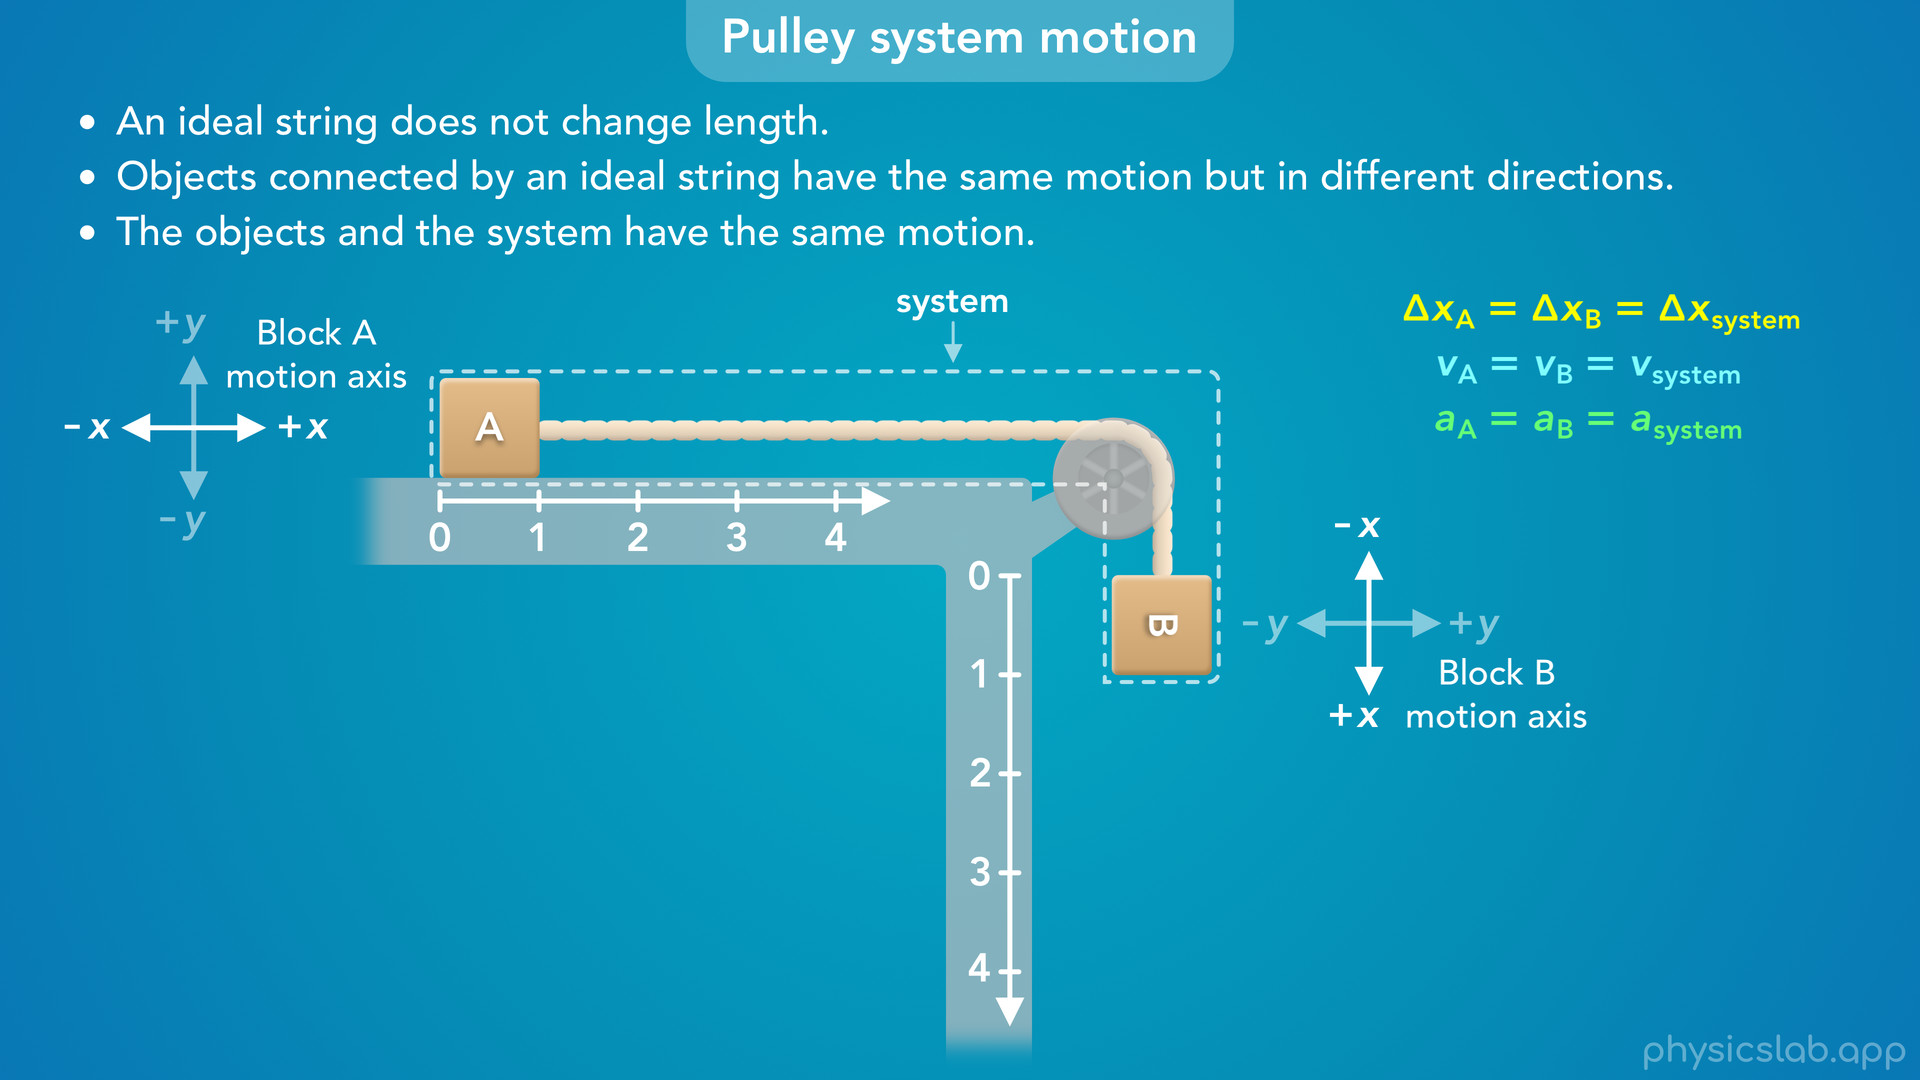 Pulley system motion
• An ideal string does not change length.
• Objects connected by an ideal string have the same motion but in different directions.
• The objects and the system have the same motion.
system
ΔxA = ΔxB = Δxsystem
vA = vB = vsystem
aA = aB = asystem
+y
Block A
motion axis
-x
+x
-y
A
0 1 2 3 4
0
1
2
3
4
B
-x
-y
+y
+x
Block B
motion axis
physicslab.app